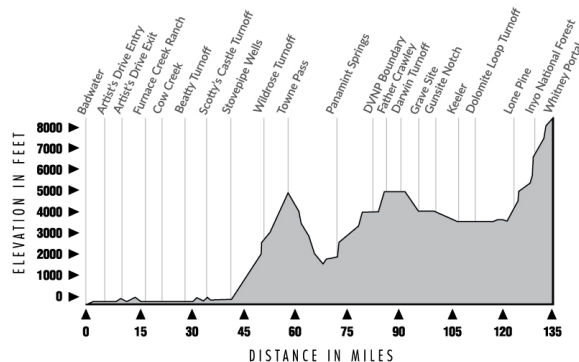 Badwater
Artist's Drive Entry
Artist's Drive Exit
Furnace Creek Ranch
Cow Creek
Beatty Turnoff
Scotty's Castle Turnoff
Stovepipe Wells
Wildrose Turnoff
Towne Pass
Panamint Springs
DVNP Boundary
Father Crawley
Darwin Turnoff
Grave Site
Gunsite Notch
Keeler
Dolomite Loop Turnoff
Lone Pine
Inyo National Forest
Whitney Portal
ELEVATION IN FEET
8000
7000
6000
5000
4000
3000
2000
1000
0
0 15 30 45 60 75 90 105 120 135
DISTANCE IN MILES